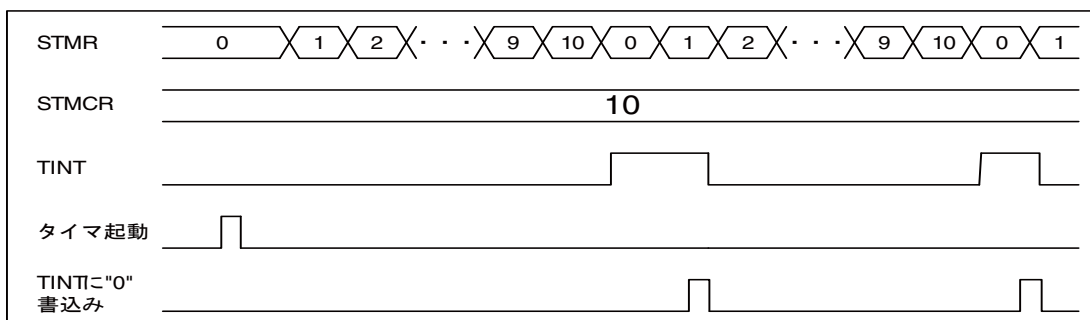 STMR 0 1 2 · · · 9 10 0 1 2 · · · 9 10 0 1
STMCR 10
TINT
タイマ起動
TINTに"0"
書込み